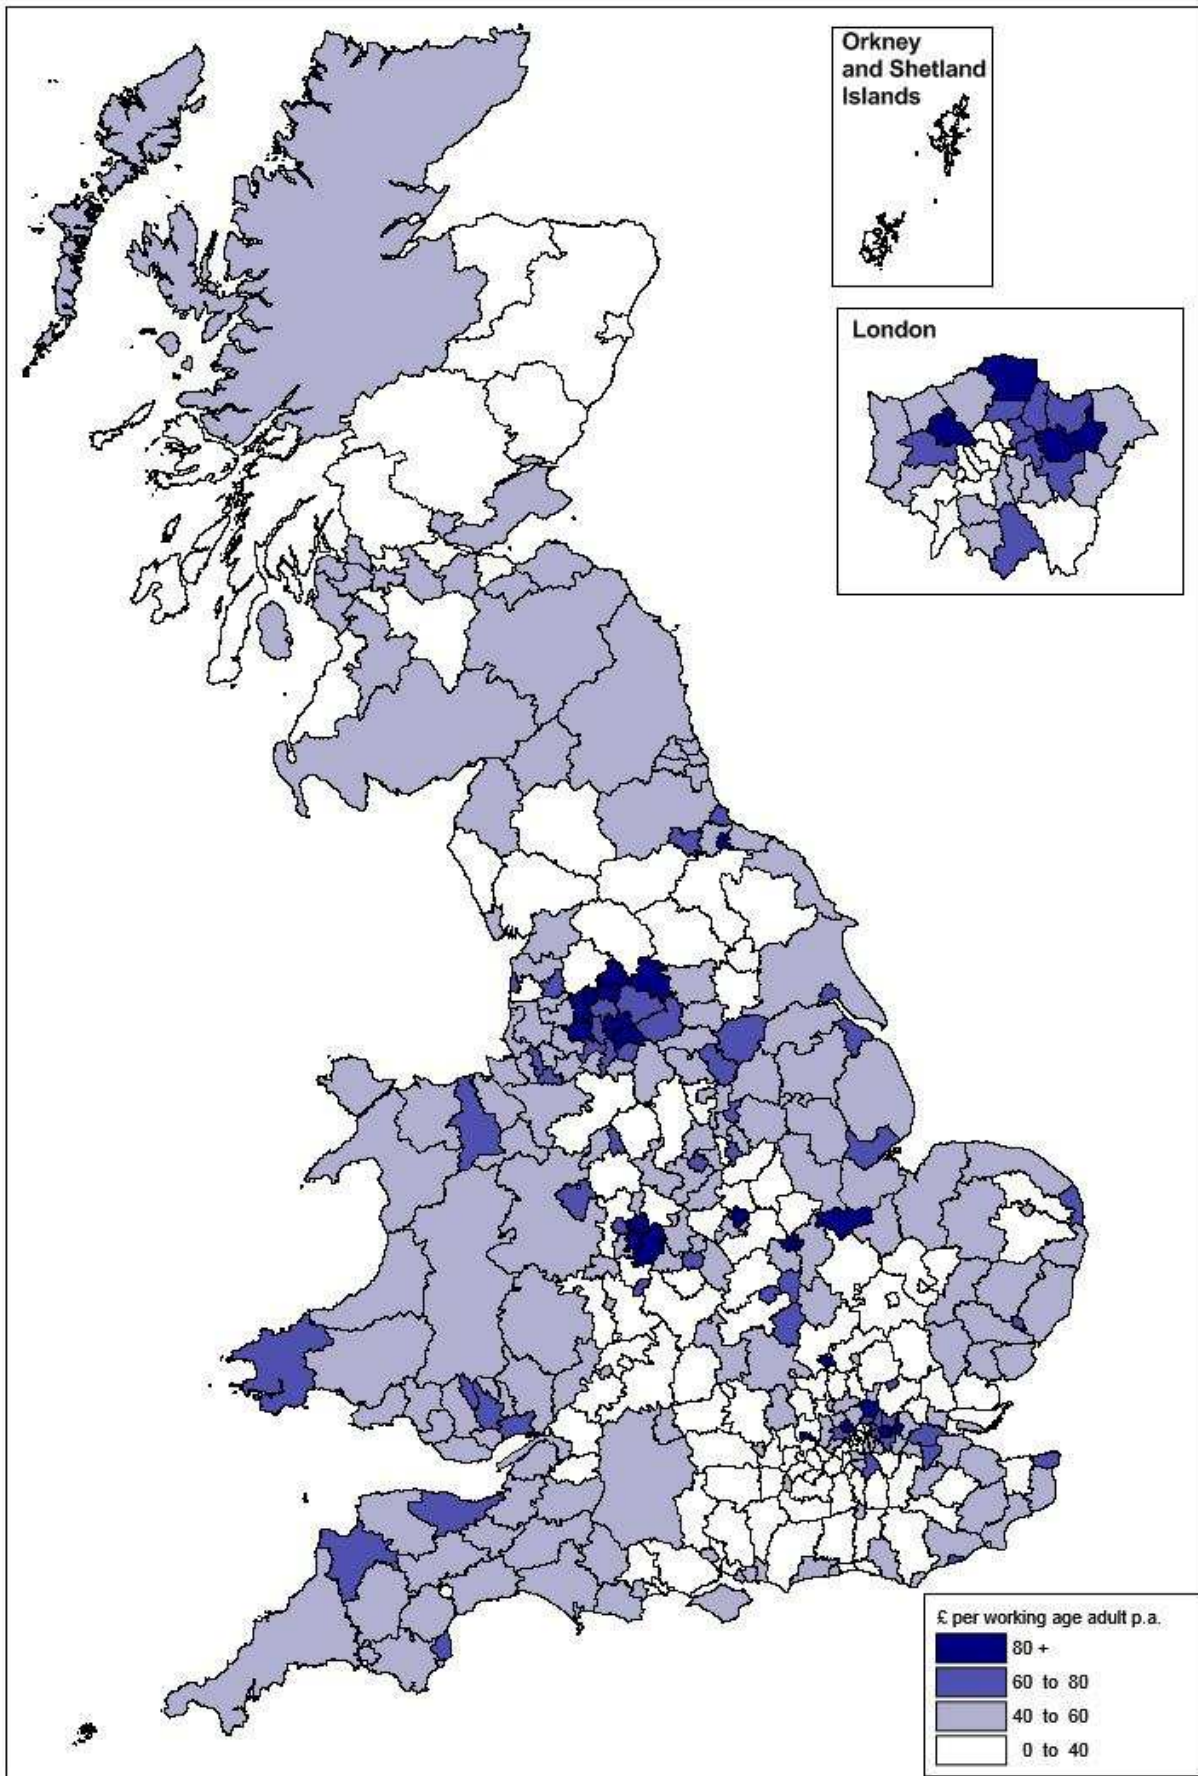 Orkney
and Shetland
Islands
London
£ per working age adult p.a.
80 +
60 to 80
40 to 60
0 to 40